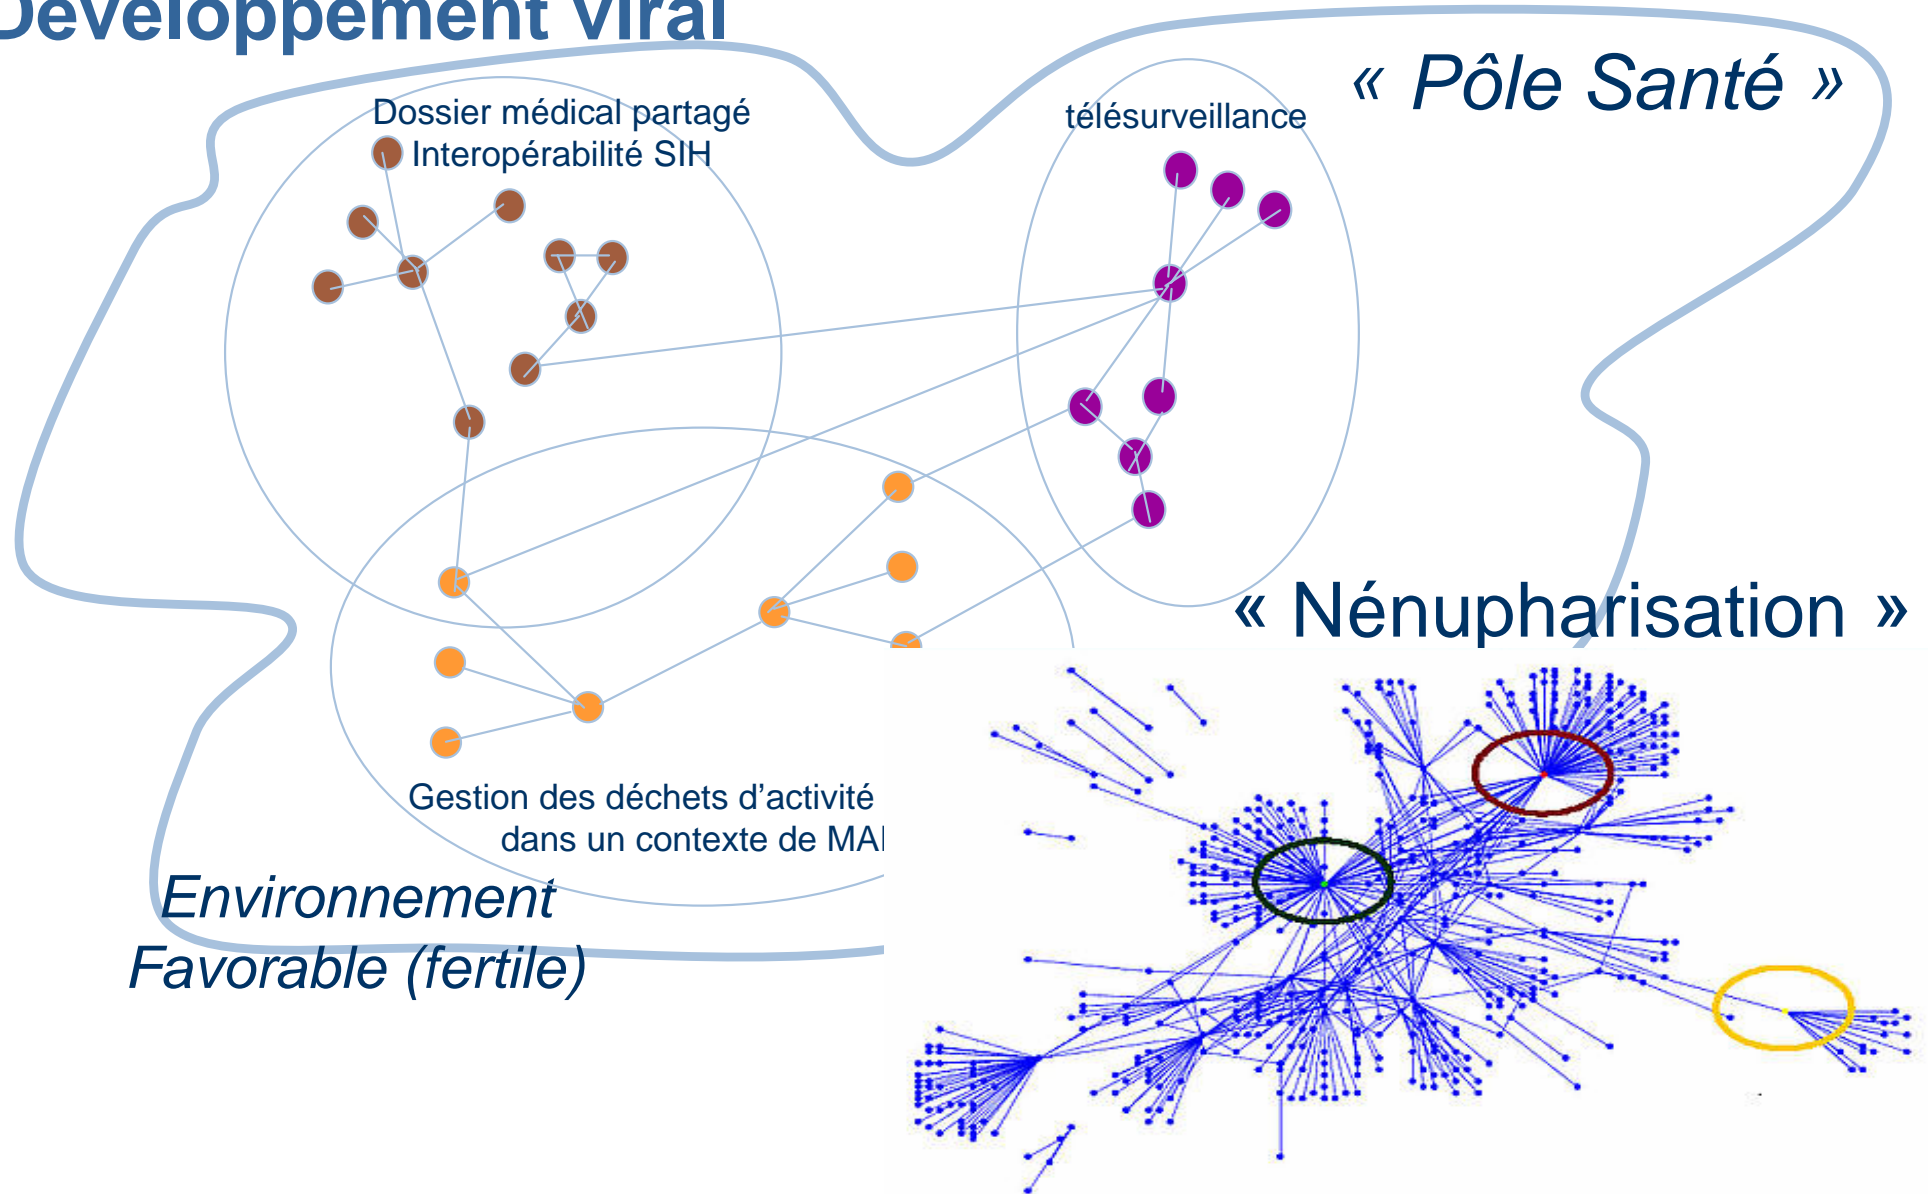 Développement viral
« Pôle Santé »
Dossier médical partagé
Interopérabilité SIH
télésurveillance
« Nénupharisation »
Gestion des déchets d’activité
dans un contexte de
Environnement
Favorable (fertile)